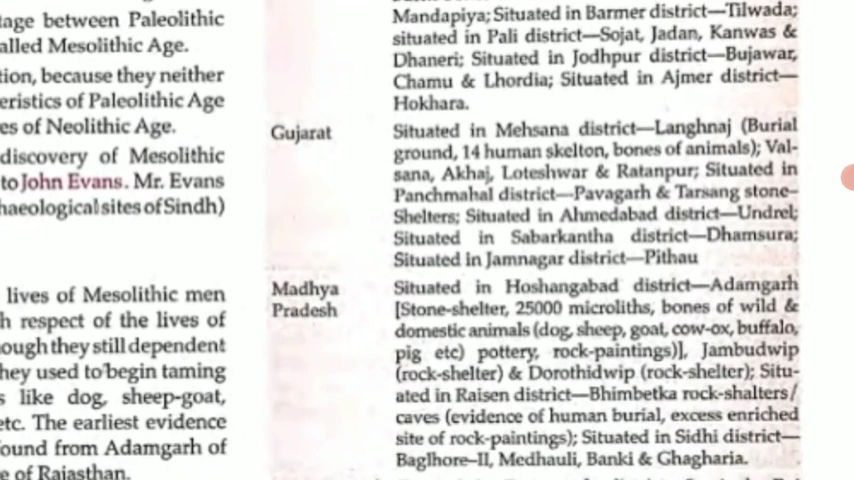 tage between Paleolithic
alled Mesolithic Age.
tion, because they neither
eristics of Paleolithic Age
es of Neolithic Age.
discovery of Mesolithic
to John Evans. Mr. Evans
haeological sites of Sindh)
lives of Mesolithic men
h respect of the lives of
ough they still dependent
hey used to begin taming
s like dog, sheep-goat,
etc. The earliest evidence
ound from Adamgarh of
e of Rajasthan.
Mandapiya; Situated in Barmer district—Tilwada;
situated in Pali district—Sojat, Jadan, Kanwas &
Dhaneri; Situated in Jodhpur district—Bujawar,
Chamu & Lhordia; Situated in Ajmer district—
Hokhara.
Gujarat
Situated in Mehsana district—Langhnaj (Burial
ground, 14 human skelton, bones of animals); Val-
sana, Akhaj, Loteshwar & Ratanpur; Situated in
Panchmahal district—Pavagarh & Tarsang stone-
Shelters; Situated in Ahmedabad district—Undrel;
Situated in Sabarkantha district—Dhamsura;
Situated in Jamnagar district—Pithau
Madhya
Pradesh
Situated in Hoshangabad district—Adamgarh
[Stone-shelter, 25000 microliths, bones of wild &
domestic animals (dog, sheep, goat, cow-ox, buffalo,
pig etc) pottery, rock-paintings)], Jambudwip
(rock-shelter) & Dorothidwip (rock-shelter); Situ-
ated in Raisen district—Bhimbetka rock-shalters/
caves (evidence of human burial, excess enriched
site of rock-paintings); Situated in Sidhi district—
Baglhore-II, Medhauli, Banki & Ghagharia.